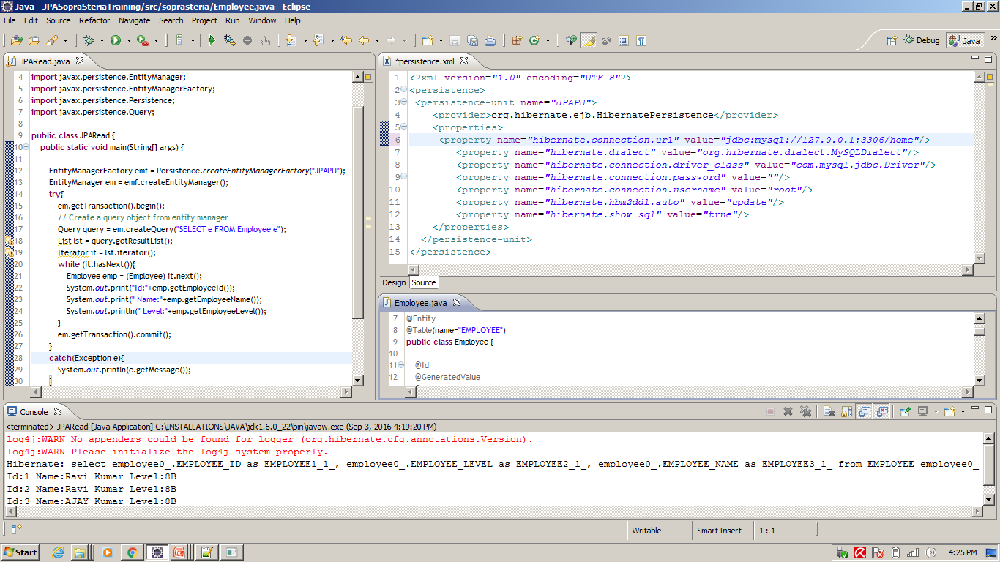 Java - JPASopraSteriaTraining/src/soprasteria/Employee.java - Eclipse
File Edit Source Refactor Navigate Search Project Run Window Help
Debug Java »
JPARead.java
4 import javax.persistence.EntityManager;
5 import javax.persistence.EntityManagerFactory;
6 import javax.persistence.Persistence;
7 import javax.persistence.Query;
8
9 public class JPARead {
10 public static void main(String[] args) {
11
12 EntityManagerFactory emf = Persistence.createEntityManagerFactory("JPAPU");
13 EntityManager em = emf.createEntityManager();
14 try{
15 em.getTransaction().begin();
16 // Create a query object from entity manager
17 Query query = em.createQuery("SELECT e FROM Employee e");
18 List lst = query.getResultList();
19 Iterator it = lst.iterator();
20 while (it.hasNext()){
21 Employee emp = (Employee) it.next();
22 System.out.print("Id:"+emp.getEmployeeId());
23 System.out.print(" Name:"+emp.getEmployeeName());
24 System.out.println(" Level:"+emp.getEmployeeLevel());
25 }
26 em.getTransaction().commit();
27 }
28 catch(Exception e){
29 System.out.println(e.getMessage());
30 }
*persistence.xml
1 <?xml version="1.0" encoding="UTF-8"?>
2 <persistence>
3 <persistence-unit name="JPAPU">
4 <provider>org.hibernate.ejb.HibernatePersistence</provider>
5 <properties>
6 <property name="hibernate.connection.url" value="jdbc:mysql://127.0.0.1:3306/home"/>
7 <property name="hibernate.dialect" value="org.hibernate.dialect.MySQLDialect"/>
8 <property name="hibernate.connection.driver_class" value="com.mysql.jdbc.Driver"/>
9 <property name="hibernate.connection.password" value=""/>
10 <property name="hibernate.connection.username" value="root"/>
11 <property name="hibernate.hbm2ddl.auto" value="update"/>
12 <property name="hibernate.show_sql" value="true"/>
13 </properties>
14 </persistence-unit>
15 </persistence>
Design Source
Employee.java
7 @Entity
8 @Table(name="EMPLOYEE")
9 public class Employee {
10
11 @Id
12 @GeneratedValue
Console
<terminated> JPARead [Java Application] C:\INSTALLATIONS\JAVA\jdk1.6.0_22\bin\javaw.exe (Sep 3, 2016 4:19:20 PM)
log4j:WARN No appenders could be found for logger (org.hibernate.cfg.annotations.Version).
log4j:WARN Please initialize the log4j system properly.
Hibernate: select employee0_.EMPLOYEE_ID as EMPLOYEE1_1_, employee0_.EMPLOYEE_LEVEL as EMPLOYEE2_1_, employee0_.EMPLOYEE_NAME as EMPLOYEE3_1_ from EMPLOYEE employee0_
Id:1 Name:Ravi Kumar Level:8B
Id:2 Name:Ravi Kumar Level:8B
Id:3 Name:AJAY Kumar Level:8B
Writable Smart Insert 1 : 1
Start 4:25 PM